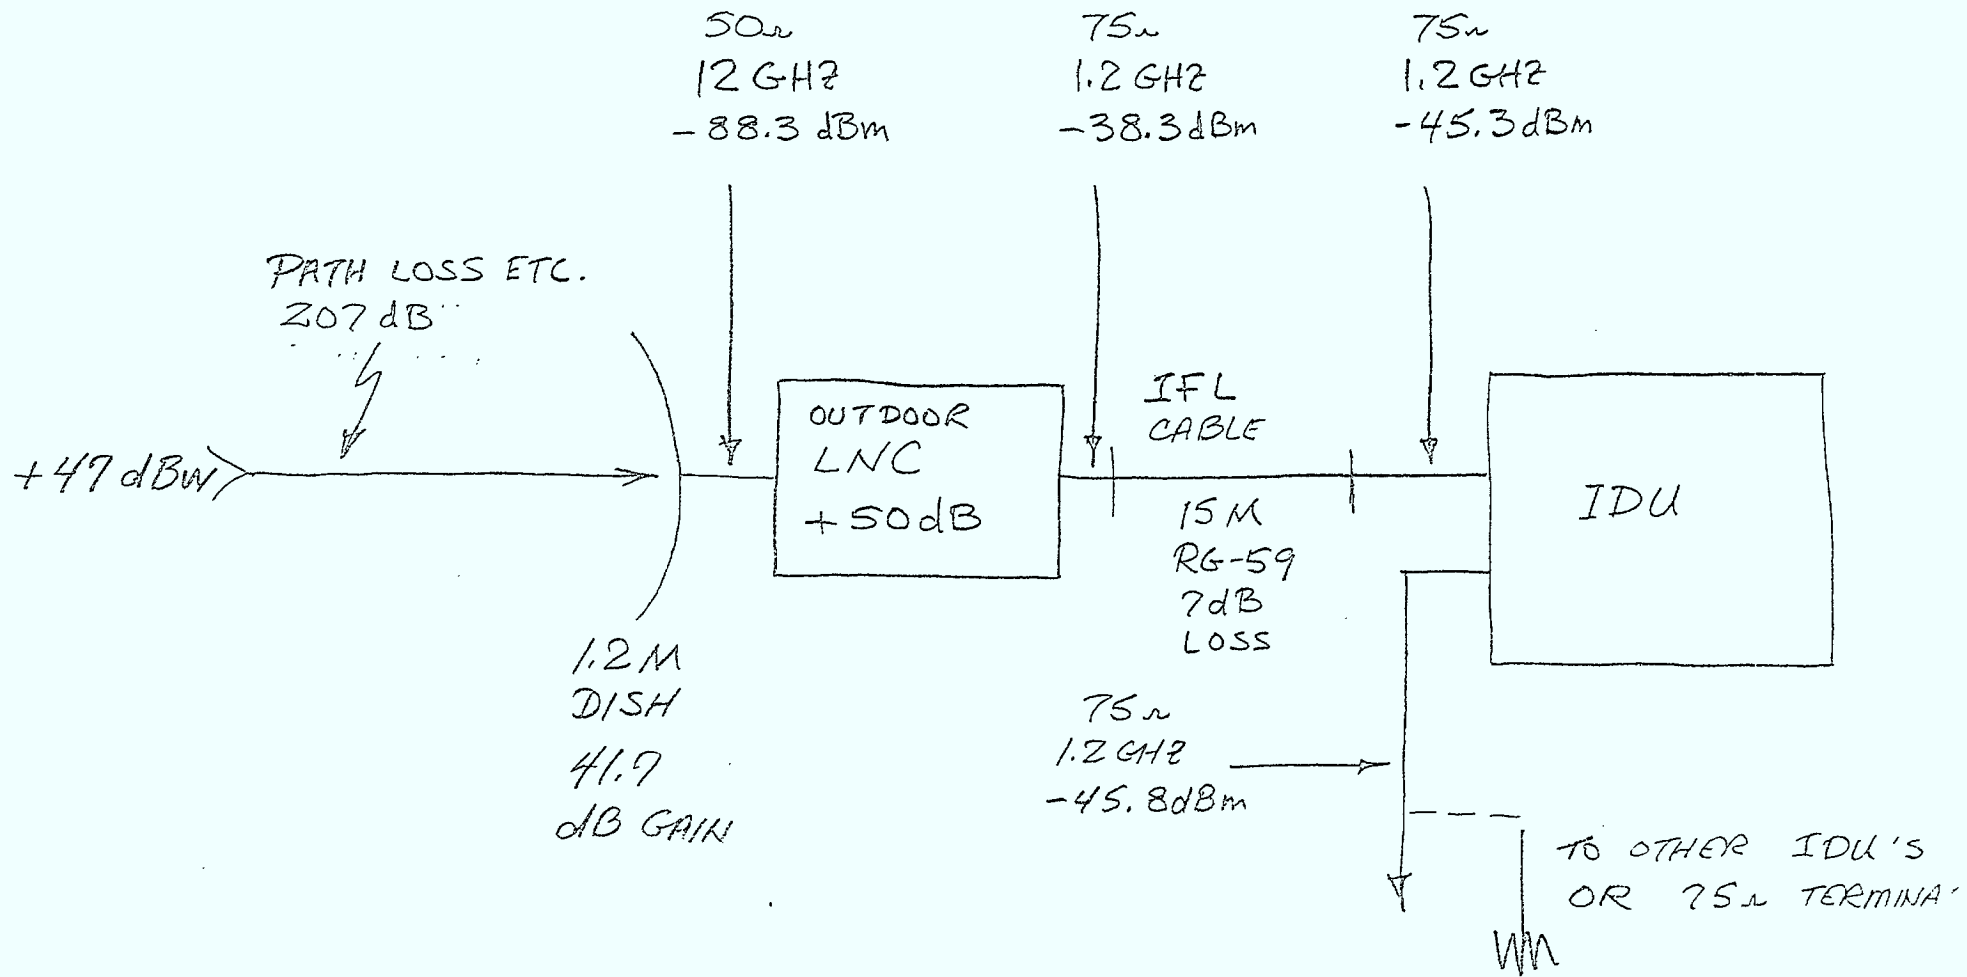 50Ω
12 GHZ
-88.3 dBm
75Ω
1.2 GHZ
-38.3 dBm
75Ω
1.2 GHZ
-45.3 dBm
PATH LOSS ETC.
207 dB
+47 dBW
OUTDOOR
LNC
+50 dB
IFL
CABLE
15 M
RG-59
7dB
LOSS
IDU
1.2 M
DISH
41.7
dB GAIN
75Ω
1.2 GHZ
-45.8 dBm
TO OTHER IDU'S
OR 75Ω TERMINA